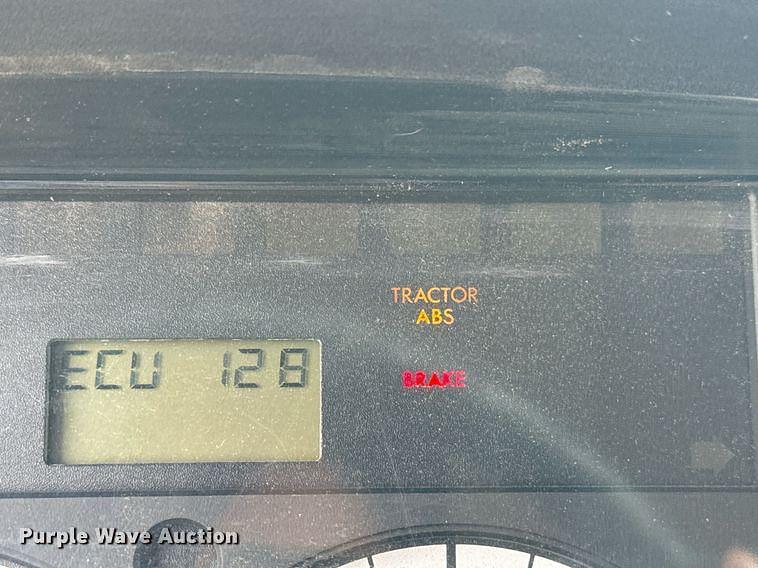 TRACTOR
ABS
ECU 128
BRAKE
Purple Wave Auction